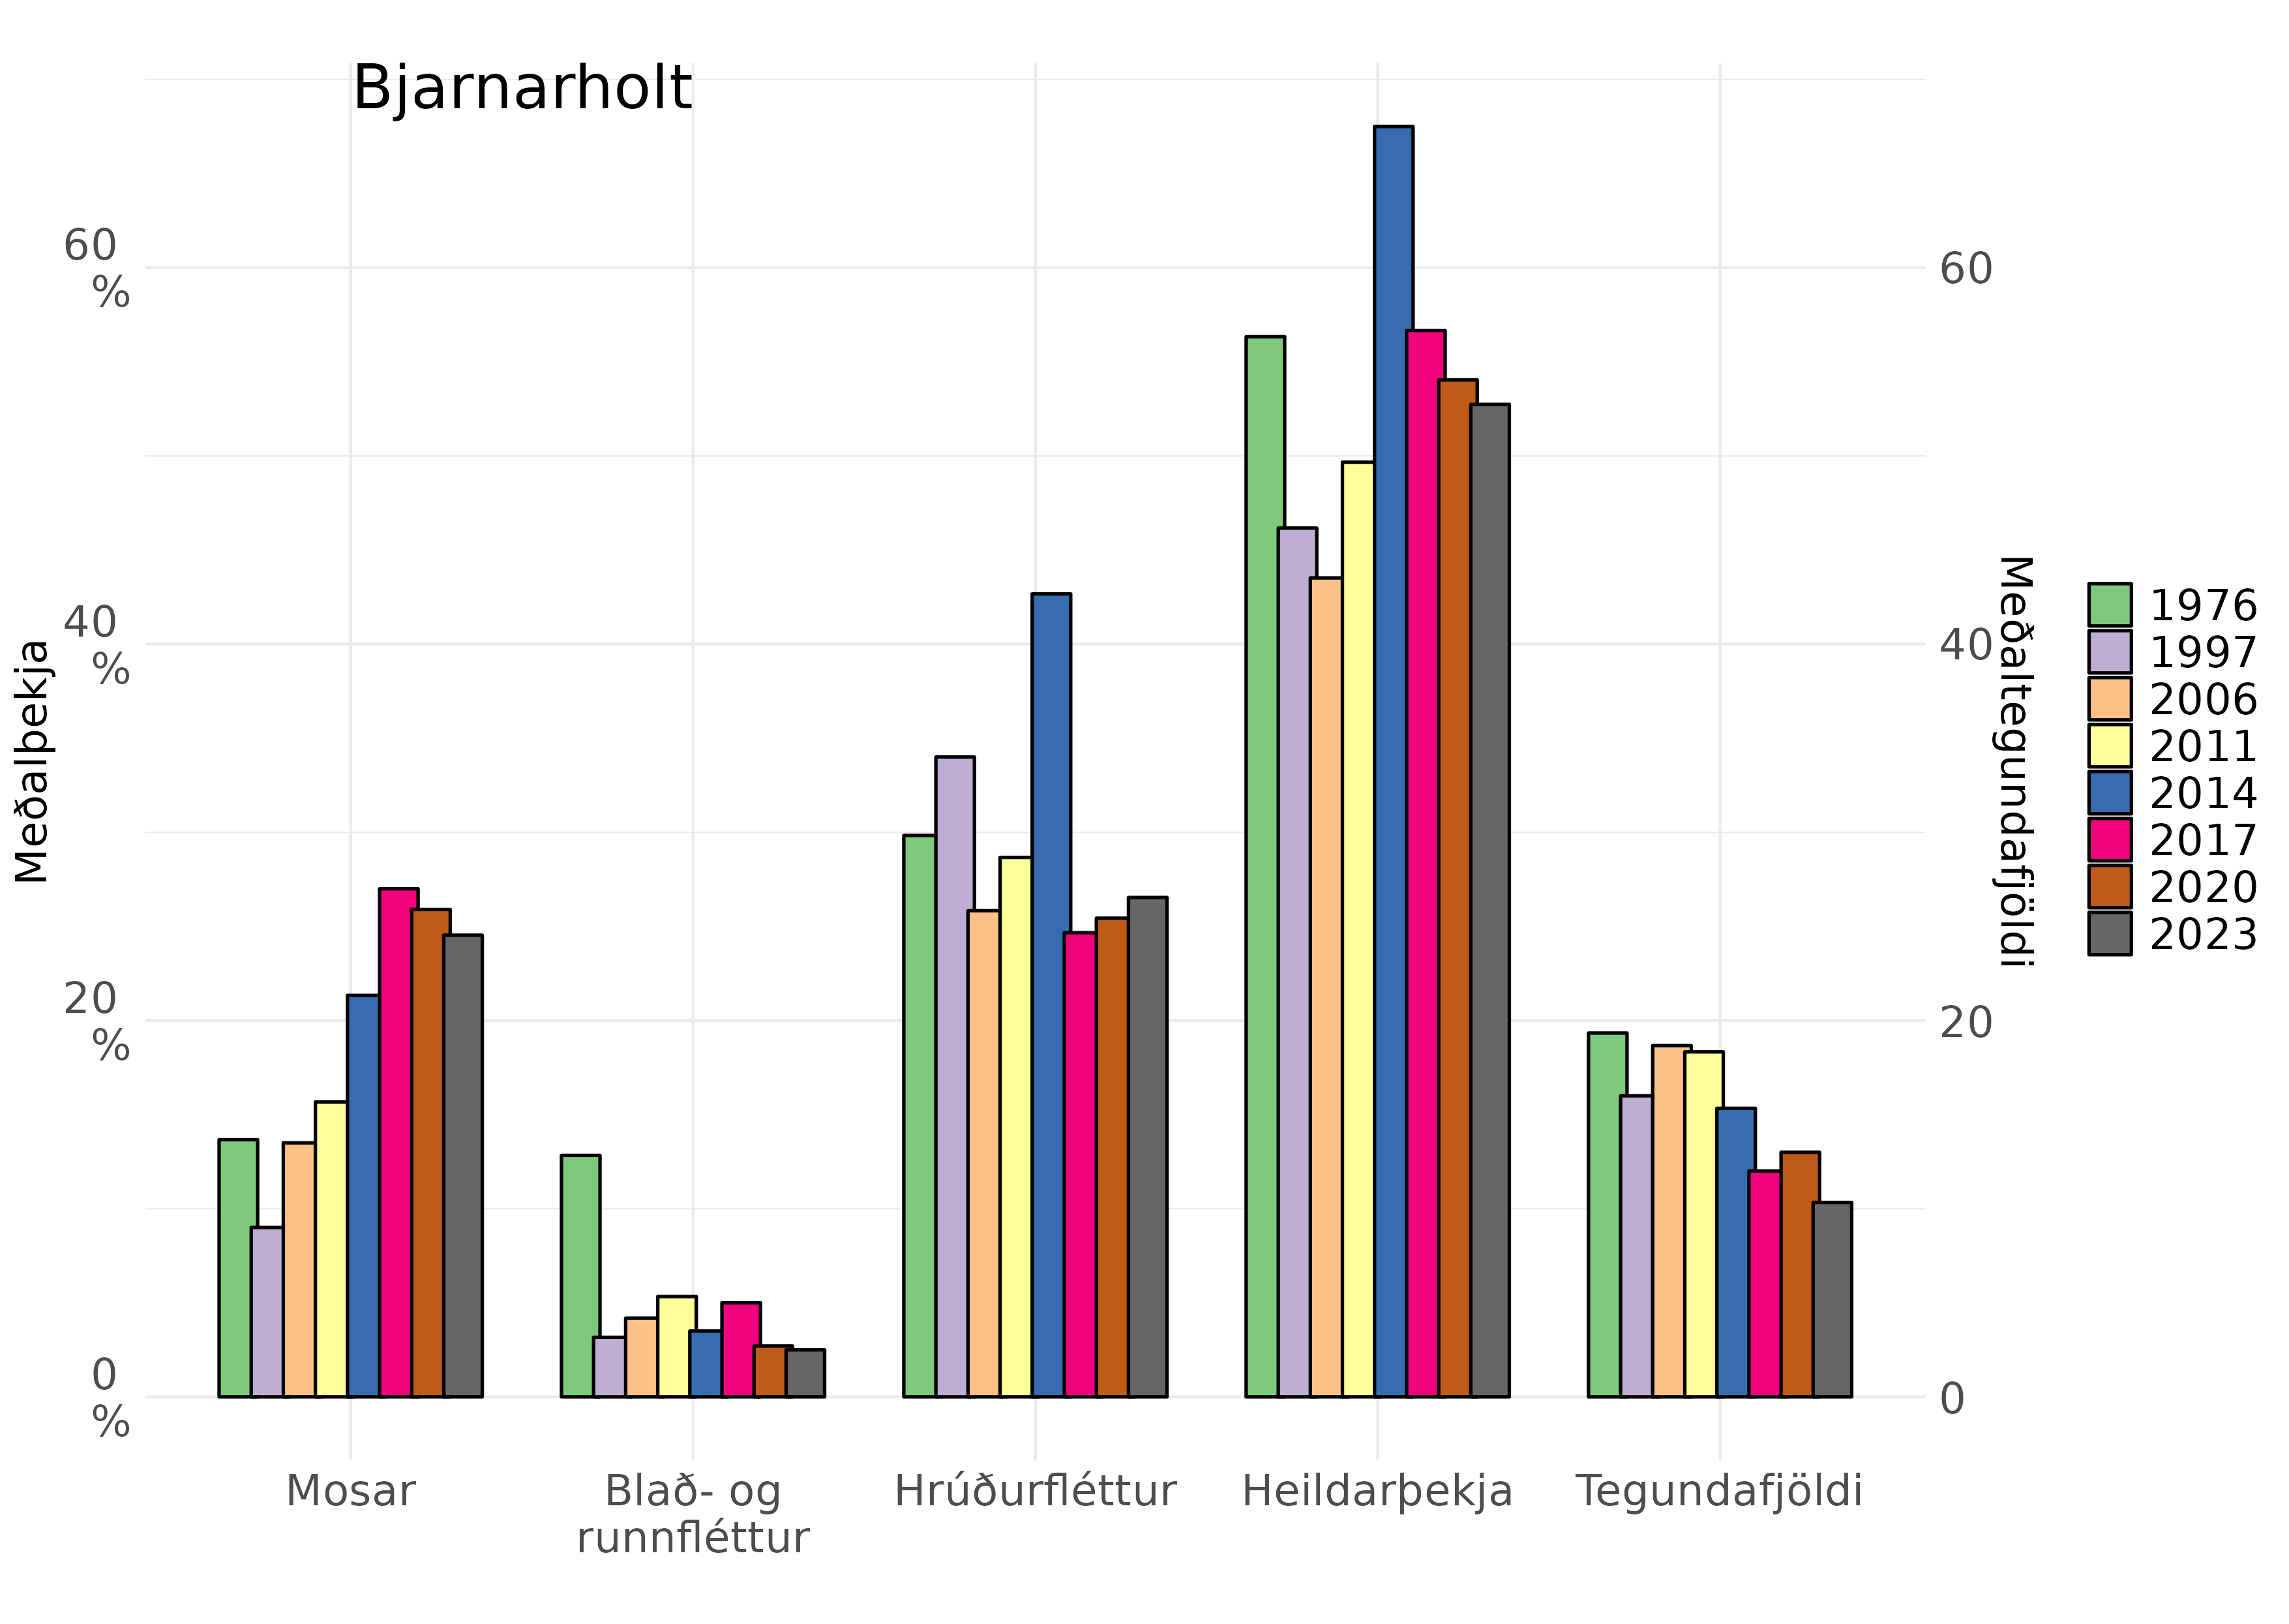 Bjarnarholt
Meðalþekja
60
%
40
%
20
%
0
%
60
40
20
0
Meðaltegundafjöldi
1976
1997
2006
2011
2014
2017
2020
2023
Mosar
Blað- og
runnfléttur
Hrúðurfléttur
Heildarþekja
Tegundafjöldi